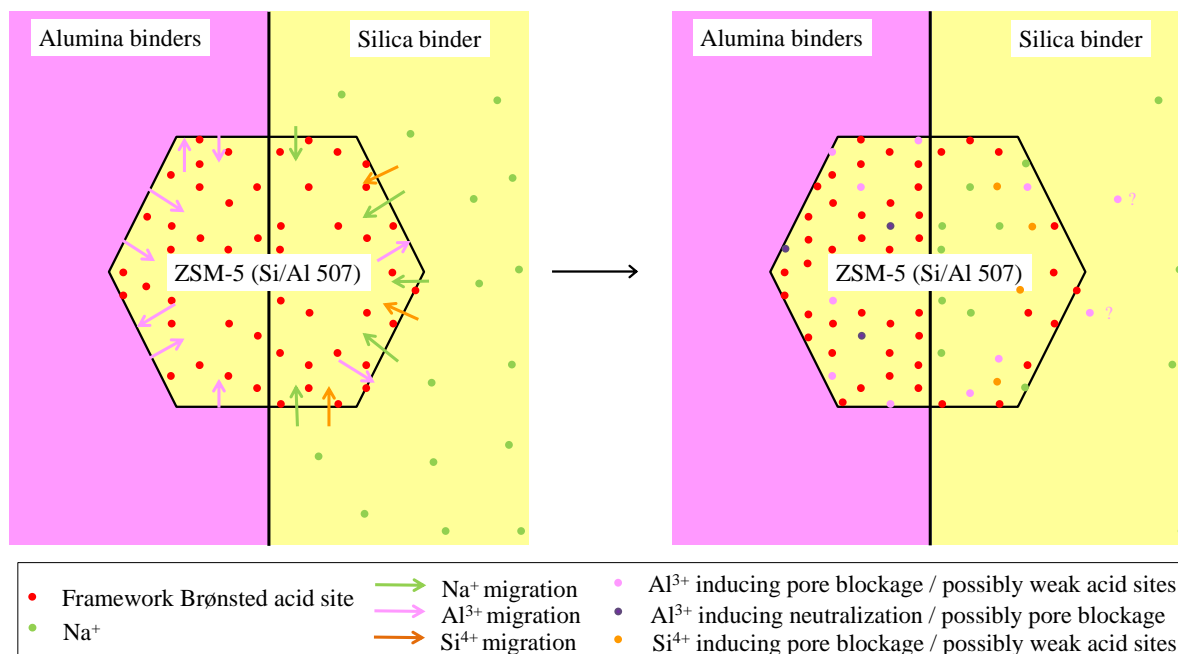 Alumina binders
Silica binder
ZSM-5 (Si/Al 507)
Alumina binders
Silica binder
ZSM-5 (Si/Al 507)
?
?
Framework Brønsted acid site
Na⁺
Na⁺ migration
Al³⁺ migration
Si⁴⁺ migration
Al³⁺ inducing pore blockage / possibly weak acid sites
Al³⁺ inducing neutralization / possibly pore blockage
Si⁴⁺ inducing pore blockage / possibly weak acid sites